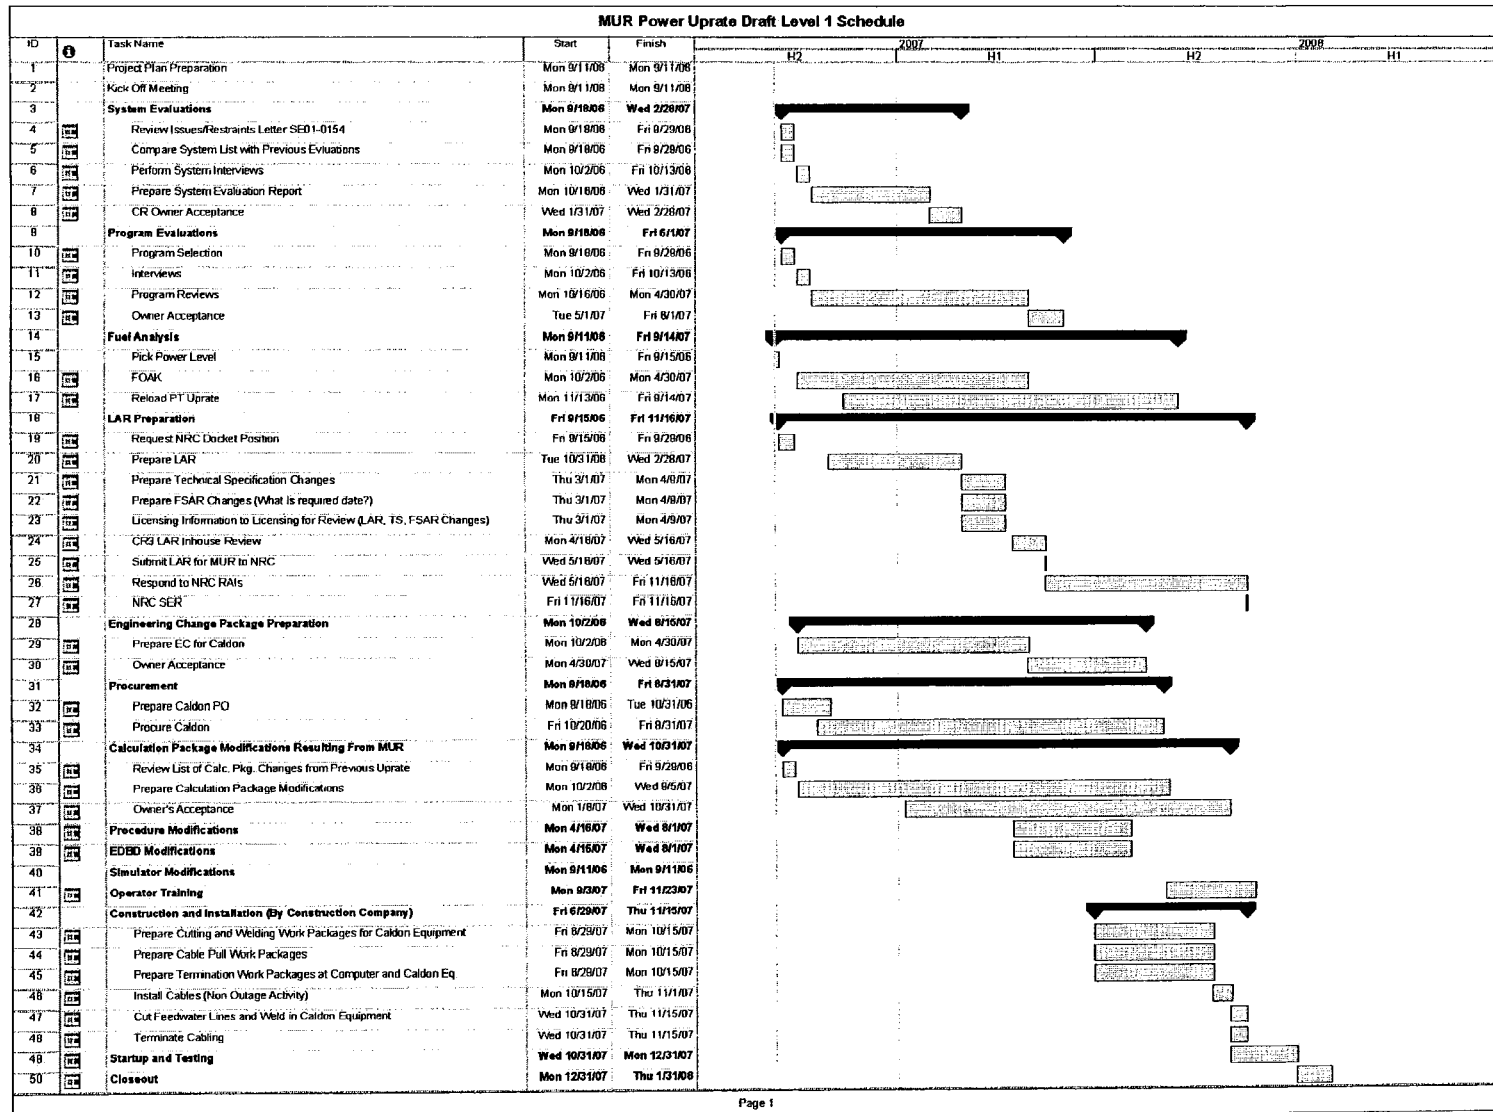 MUR Power Uprate Draft Level 1 Schedule
ID Task Name Start Finish 2007 2008
H2 H1 H2 H1
1 Project Plan Preparation Mon 9/11/06 Mon 9/11/06
2 Kick Off Meeting Mon 9/11/06 Mon 9/11/06
3 System Evaluations Mon 9/18/06 Wed 2/28/07
4 Review Issues/Restraints Letter SE01-0154 Mon 9/18/06 Fri 9/29/06
5 Compare System List with Previous Evluations Mon 9/18/06 Fri 9/29/06
6 Perform System Interviews Mon 10/2/06 Fri 10/13/06
7 Prepare System Evaluation Report Mon 10/16/06 Wed 1/31/07
8 CR Owner Acceptance Wed 1/31/07 Wed 2/28/07
9 Program Evaluations Mon 9/18/06 Fri 6/1/07
10 Program Selection Mon 9/18/06 Fri 9/29/06
11 Interviews Mon 10/2/06 Fri 10/13/06
12 Program Reviews Mon 10/16/06 Mon 4/30/07
13 Owner Acceptance Tue 5/1/07 Fri 6/1/07
14 Fuel Analysis Mon 9/11/06 Fri 9/14/07
15 Pick Power Level Mon 9/11/06 Fri 9/15/06
16 FOAK Mon 10/2/06 Mon 4/30/07
17 Reload PT Uprate Mon 11/13/06 Fri 9/14/07
18 LAR Preparation Fri 9/15/06 Fri 11/16/07
19 Request NRC Docket Position Fri 9/15/06 Fri 9/29/06
20 Prepare LAR Tue 10/31/06 Wed 2/28/07
21 Prepare Technical Specification Changes Thu 3/1/07 Mon 4/9/07
22 Prepare FSAR Changes (What is required date?) Thu 3/1/07 Mon 4/9/07
23 Licensing Information to Licensing for Review (LAR, TS, FSAR Changes) Thu 3/1/07 Mon 4/9/07
24 CR3 LAR Inhouse Review Mon 4/16/07 Wed 5/16/07
25 Submit LAR for MUR to NRC Wed 5/16/07 Wed 5/16/07
26 Respond to NRC RAIs Wed 5/16/07 Fri 11/16/07
27 NRC SER Fri 11/16/07 Fri 11/16/07
28 Engineering Change Package Preparation Mon 10/2/06 Wed 8/15/07
29 Prepare EC for Caldon Mon 10/2/06 Mon 4/30/07
30 Owner Acceptance Mon 4/30/07 Wed 8/15/07
31 Procurement Mon 9/18/06 Fri 8/31/07
32 Prepare Caldon PO Mon 9/18/06 Tue 10/31/06
33 Procure Caldon Fri 10/20/06 Fri 8/31/07
34 Calculation Package Modifications Resulting From MUR Mon 9/18/06 Wed 10/31/07
35 Review List of Calc. Pkg. Changes from Previous Uprate Mon 9/18/06 Fri 9/29/06
36 Prepare Calculation Package Modifications Mon 10/2/06 Wed 9/5/07
37 Owner's Acceptance Mon 1/8/07 Wed 10/31/07
38 Procedure Modifications Mon 4/16/07 Wed 8/1/07
39 EDBD Modifications Mon 4/16/07 Wed 8/1/07
40 Simulator Modifications Mon 9/11/06 Mon 9/11/06
41 Operator Training Mon 9/3/07 Fri 11/23/07
42 Construction and Installation (By Construction Company) Fri 6/29/07 Thu 11/15/07
43 Prepare Cutting and Welding Work Packages for Caldon Equipment Fri 6/29/07 Mon 10/15/07
44 Prepare Cable Pull Work Packages Fri 6/29/07 Mon 10/15/07
45 Prepare Termination Work Packages at Computer and Caldon Eq. Fri 6/29/07 Mon 10/15/07
46 Install Cables (Non Outage Activity) Mon 10/15/07 Thu 11/1/07
47 Cut Feedwater Lines and Weld in Caldon Equipment Wed 10/31/07 Thu 11/15/07
48 Terminate Cabling Wed 10/31/07 Thu 11/15/07
49 Startup and Testing Wed 10/31/07 Mon 12/31/07
50 Closeout Mon 12/31/07 Thu 1/31/08
Page 1